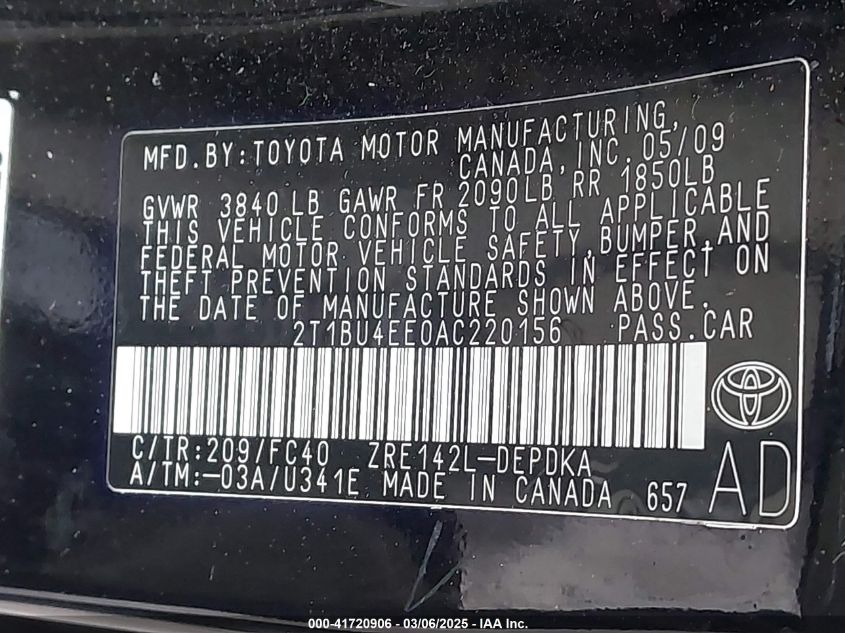 MFD.BY:TOYOTA MOTOR MANUFACTURING,
CANADA,INC. 05/09
GVWR 3840 LB GAWR FR 2090LB RR 1850LB
THIS VEHICLE CONFORMS TO ALL APPLICABLE
FEDERAL MOTOR VEHICLE SAFETY,BUMPER,AND
THEFT PREVENTION STANDARDS IN EFFECT ON
THE DATE OF MANUFACTURE SHOWN ABOVE.
2T1BU4EE0AC220156 PASS.CAR
C/TR:209/FC40 ZRE142L-DEPDKA
A/TM:-03A/U341E MADE IN CANADA 657
AD
000-41720906 - 03/06/2025 - IAA Inc.